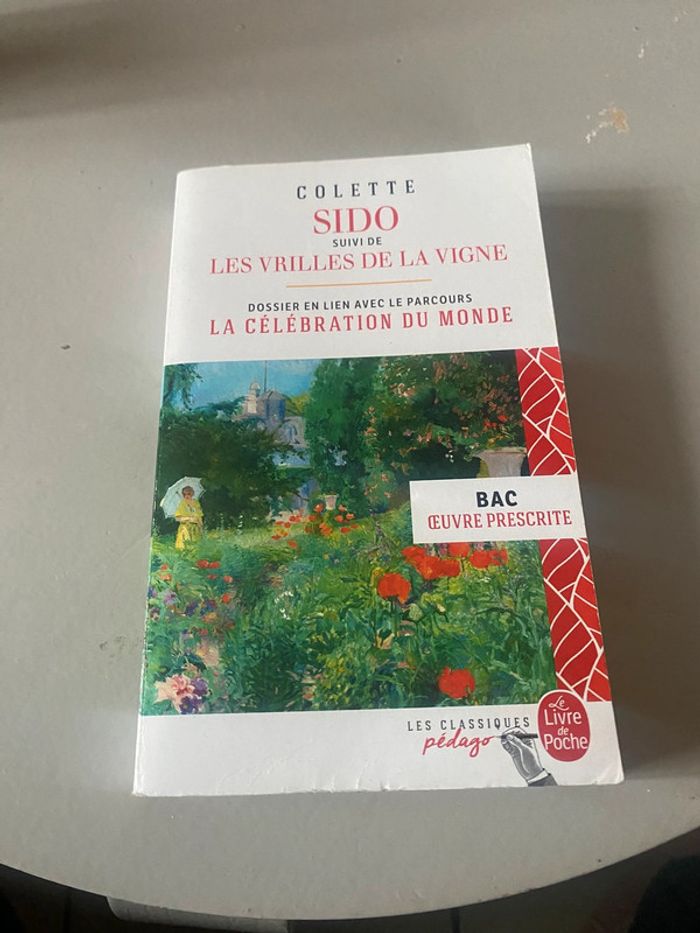 COLETTE
SIDO
SUIVI DE
LES VRILLES DE LA VIGNE
DOSSIER EN LIEN AVEC LE PARCOURS
LA CÉLÉBRATION DU MONDE
BAC
ŒUVRE PRESCRITE
LES CLASSIQUES
pédago
Le
Livre
de
Poche